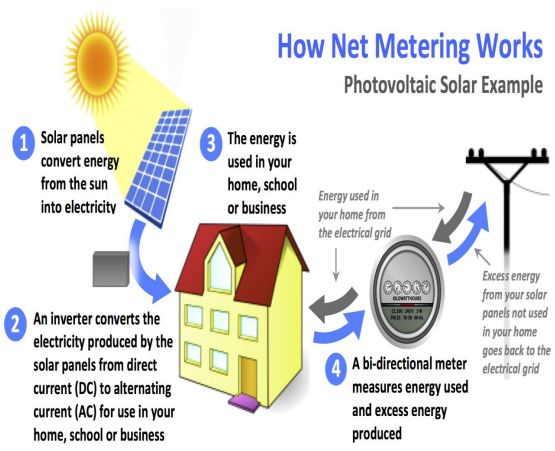 How Net Metering Works
Photovoltaic Solar Example
1 Solar panels
convert energy
from the sun
into electricity
2 An inverter converts the
electricity produced by the
solar panels from direct
current (DC) to alternating
current (AC) for use in your
home, school or business
3 The energy is
used in your
home, school
or business
Energy used in
your home from
the electrical grid
KILOWATTHOURS
CL200 240V 3W
4 A bi-directional meter
measures energy used
and excess energy
produced
Excess energy
from your solar
panels not used
in your home
goes back to the
electrical grid